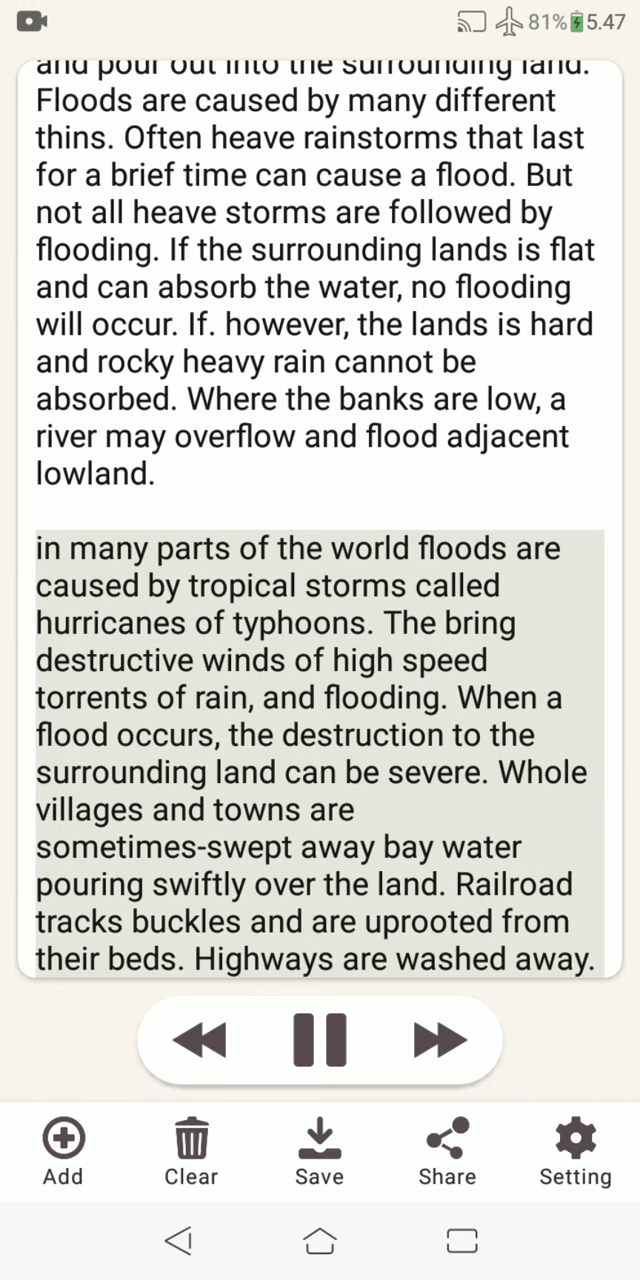 81%
5.47
and pour out into the surrounding land.
Floods are caused by many different
thins. Often heave rainstorms that last
for a brief time can cause a flood. But
not all heave storms are followed by
flooding. If the surrounding lands is flat
and can absorb the water, no flooding
will occur. If. however, the lands is hard
and rocky heavy rain cannot be
absorbed. Where the banks are low, a
river may overflow and flood adjacent
lowland.
in many parts of the world floods are
caused by tropical storms called
hurricanes of typhoons. The bring
destructive winds of high speed
torrents of rain, and flooding. When a
flood occurs, the destruction to the
surrounding land can be severe. Whole
villages and towns are
sometimes-swept away bay water
pouring swiftly over the land. Railroad
tracks buckles and are uprooted from
their beds. Highways are washed away.
Add
Clear
Save
Share
Setting